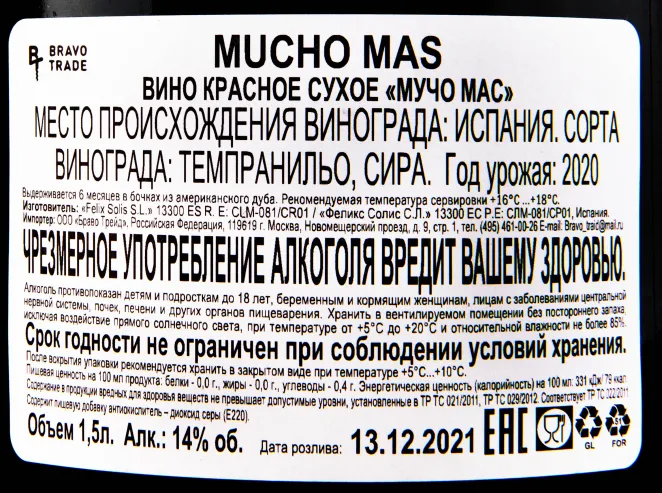 BRAVO
TRADE
MUCHO MAS
ВИНО КРАСНОЕ СУХОЕ «МУЧО МАС»
МЕСТО ПРОИСХОЖДЕНИЯ ВИНОГРАДА: ИСПАНИЯ. СОРТА
ВИНОГРАДА: ТЕМПРАНИЛЬО, СИРА. Год урожая: 2020
Выдерживается 6 месяцев в бочках из американского дуба. Рекомендуемая температура сервировки +16°C...+18°C.
Изготовитель: «Felix Solis S.L.» 13300 ES R. E: CLM-081/CR01 / «Феликс Солис С.Л.» 13300 ЕС Р.Е: СЛМ-081/СР01, Испания.
Импортер: ООО «Браво Трейд», Российская Федерация, 119619 г. Москва, Новомещерский проезд, д. 9, стр. 1, тел. (495) 461-00-26 E-mail: Bravo_traid@mail.ru
ЧРЕЗМЕРНОЕ УПОТРЕБЛЕНИЕ АЛКОГОЛЯ ВРЕДИТ ВАШЕМУ ЗДОРОВЬЮ.
Алкоголь противопоказан детям и подросткам до 18 лет, беременным и кормящим женщинам, лицам с заболеваниями центральной
нервной системы, почек, печени и других органов пищеварения. Хранить в вентилируемом помещении без постороннего запаха,
исключая воздействие прямого солнечного света, при температуре от +5°C до +20°C и относительной влажности не более 85%.
Срок годности не ограничен при соблюдении условий хранения.
После вскрытия упаковки рекомендуется хранить в закрытом виде при температуре +5°C...+10°C.
Пищевая ценность на 100 мл продукта: белки - 0,0 г., жиры - 0,0 г., углеводы - 0,4 г. Энергетическая ценность (калорийность) на 100 мл: 331 кДж/ 79 ккал.
Содержание в продукции вредных для здоровья веществ не превышает допустимые уровни, установленные в ТР ТС 021/2011, ТР ТС 029/2012. Соответствует ТР ТС 022/2011
Содержит пищевую добавку антиокислитель – диоксид серы (E220).
Объем 1,5л. Алк.: 14% об. Дата розлива: 13.12.2021 EAC
GL
51
FOR